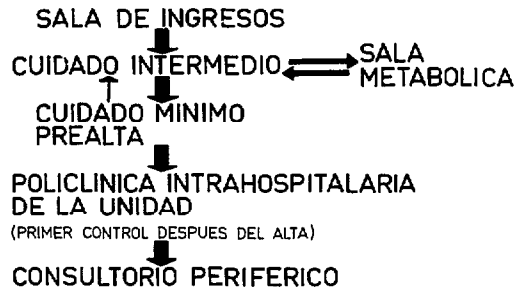 SALA DE INGRESOS
CUIDADO INTERMEDIO
SALA
METABOLICA
CUIDADO MINIMO
PREALTA
POLICLINICA INTRAHOSPITALARIA
DE LA UNIDAD
(PRIMER CONTROL DESPUES DEL ALTA)
CONSULTORIO PERIFERICO